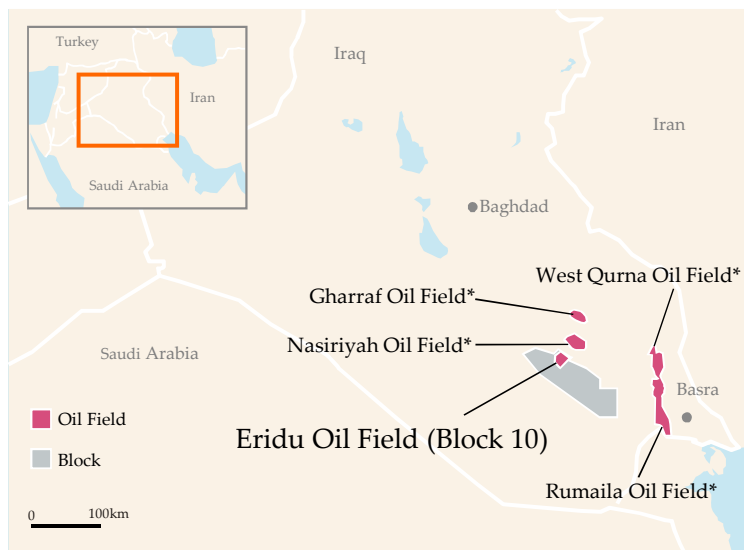 Turkey
Iran
Saudi Arabia
Iraq
Iran
Baghdad
West Qurna Oil Field*
Gharraf Oil Field*
Nasiriyah Oil Field*
Saudi Arabia
Basra
Oil Field
Eridu Oil Field (Block 10)
Block
Rumaila Oil Field*
0 100km